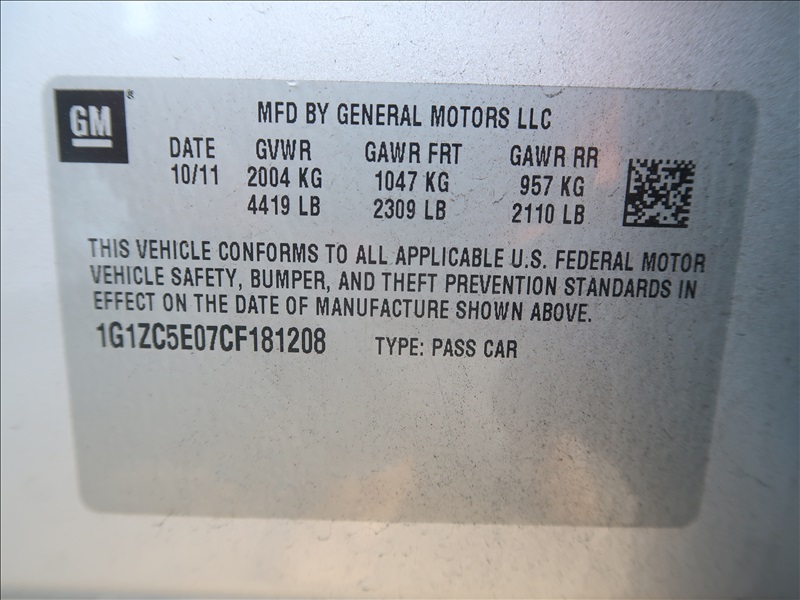 GM ®
MFD BY GENERAL MOTORS LLC
DATE GVWR GAWR FRT GAWR RR
10/11 2004 KG 1047 KG 957 KG
4419 LB 2309 LB 2110 LB
THIS VEHICLE CONFORMS TO ALL APPLICABLE U.S. FEDERAL MOTOR
VEHICLE SAFETY, BUMPER, AND THEFT PREVENTION STANDARDS IN
EFFECT ON THE DATE OF MANUFACTURE SHOWN ABOVE.
1G1ZC5E07CF181208 TYPE: PASS CAR